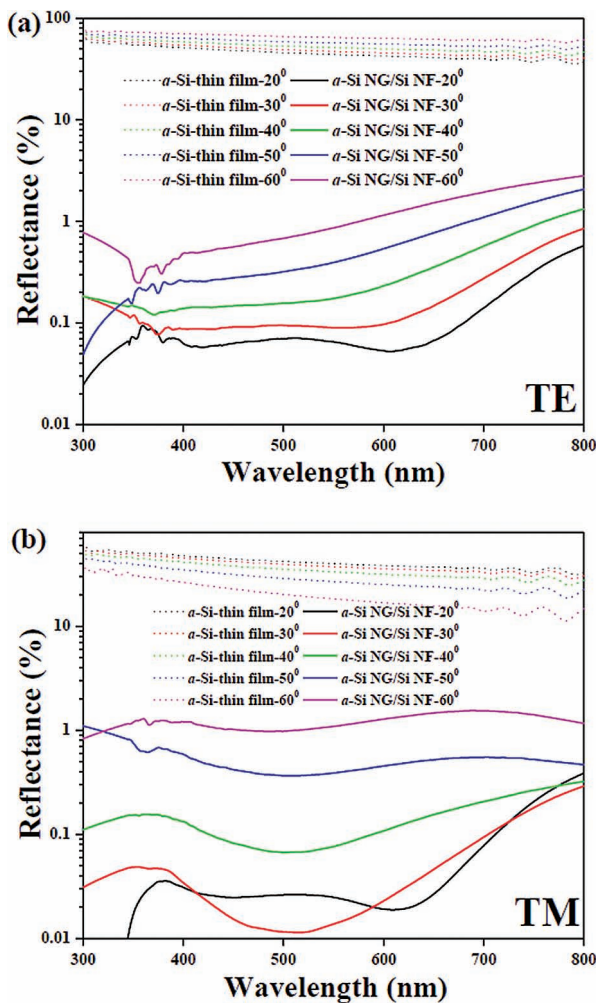 (a)
100
10
1
0.1
0.01
Reflectance (%)
a-Si-thin film-20⁰ a-Si NG/Si NF-20⁰
a-Si-thin film-30⁰ a-Si NG/Si NF-30⁰
a-Si-thin film-40⁰ a-Si NG/Si NF-40⁰
a-Si-thin film-50⁰ a-Si NG/Si NF-50⁰
a-Si-thin film-60⁰ a-Si NG/Si NF-60⁰
TE
300 400 500 600 700 800
Wavelength (nm)
(b)
10
1
0.1
0.01
Reflectance (%)
a-Si-thin film-20⁰ a-Si NG/Si NF-20⁰
a-Si-thin film-30⁰ a-Si NG/Si NF-30⁰
a-Si-thin film-40⁰ a-Si NG/Si NF-40⁰
a-Si-thin film-50⁰ a-Si NG/Si NF-50⁰
a-Si-thin film-60⁰ a-Si NG/Si NF-60⁰
TM
300 400 500 600 700 800
Wavelength (nm)